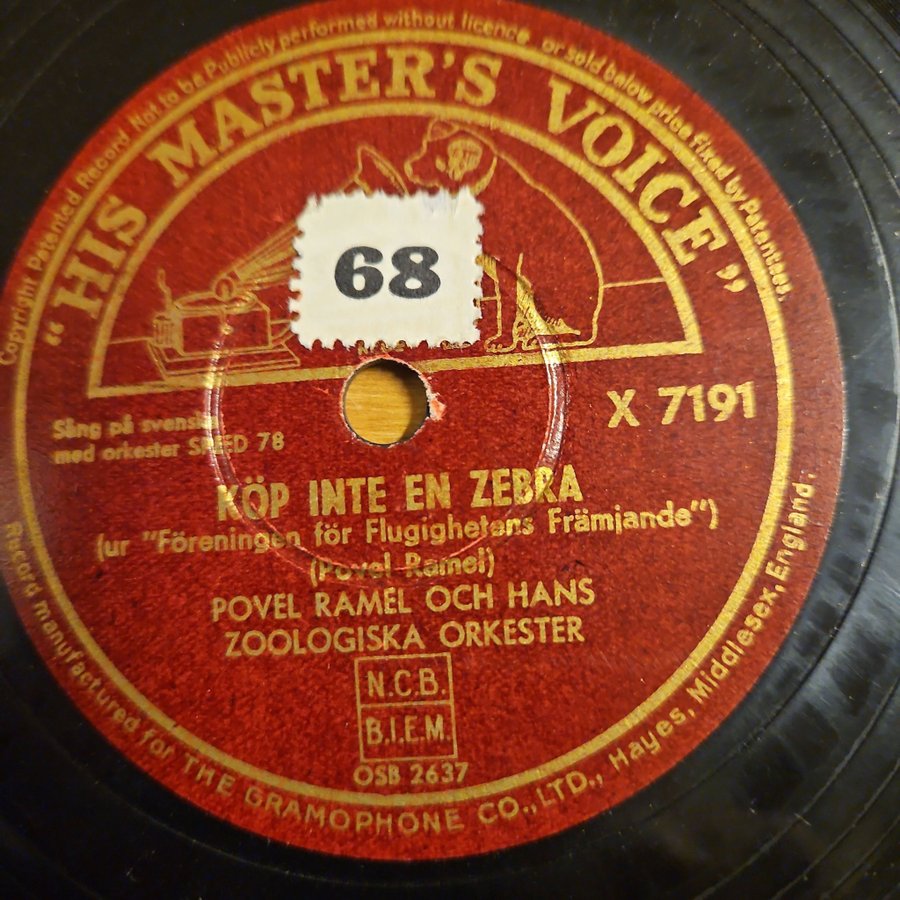 Copyright Patented Record Not to be Publicly performed without licence or sold below price fixed by Patentees.
"HIS MASTER'S VOICE"
68
X 7191
Sång på svenska
med orkester SPEED 78
KÖP INTE EN ZEBRA
(ur "Föreningen för Flugighetens Främjande")
(Povel Ramel)
POVEL RAMEL OCH HANS
ZOOLOGISKA ORKESTER
N.C.B.
B.I.E.M.
OSB 2637
Record manufactured for THE GRAMOPHONE CO., LTD., Hayes, Middlesex, England.